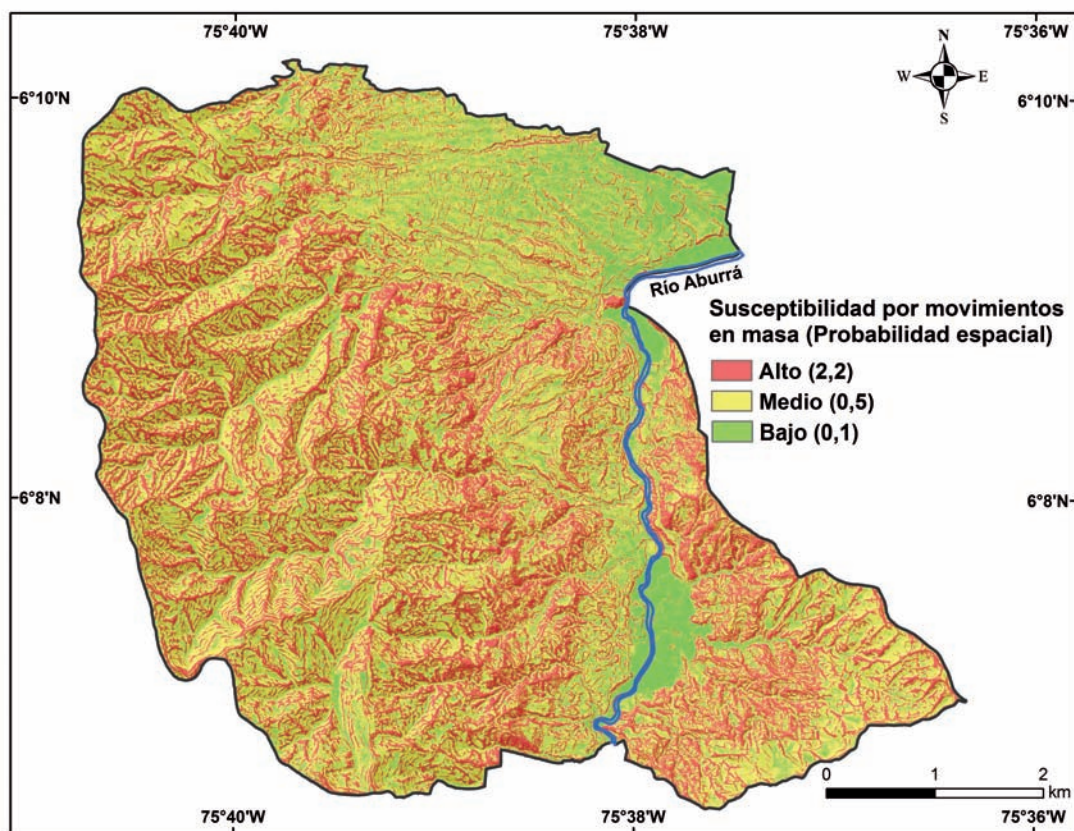 75°40'W
75°38'W
75°36'W
N
W
E
S
6°10'N
6°10'N
Río Aburrá
Susceptibilidad por movimientos
en masa (Probabilidad espacial)
Alto (2,2)
Medio (0,5)
Bajo (0,1)
6°8'N
6°8'N
0
1
2
km
75°40'W
75°38'W
75°36'W